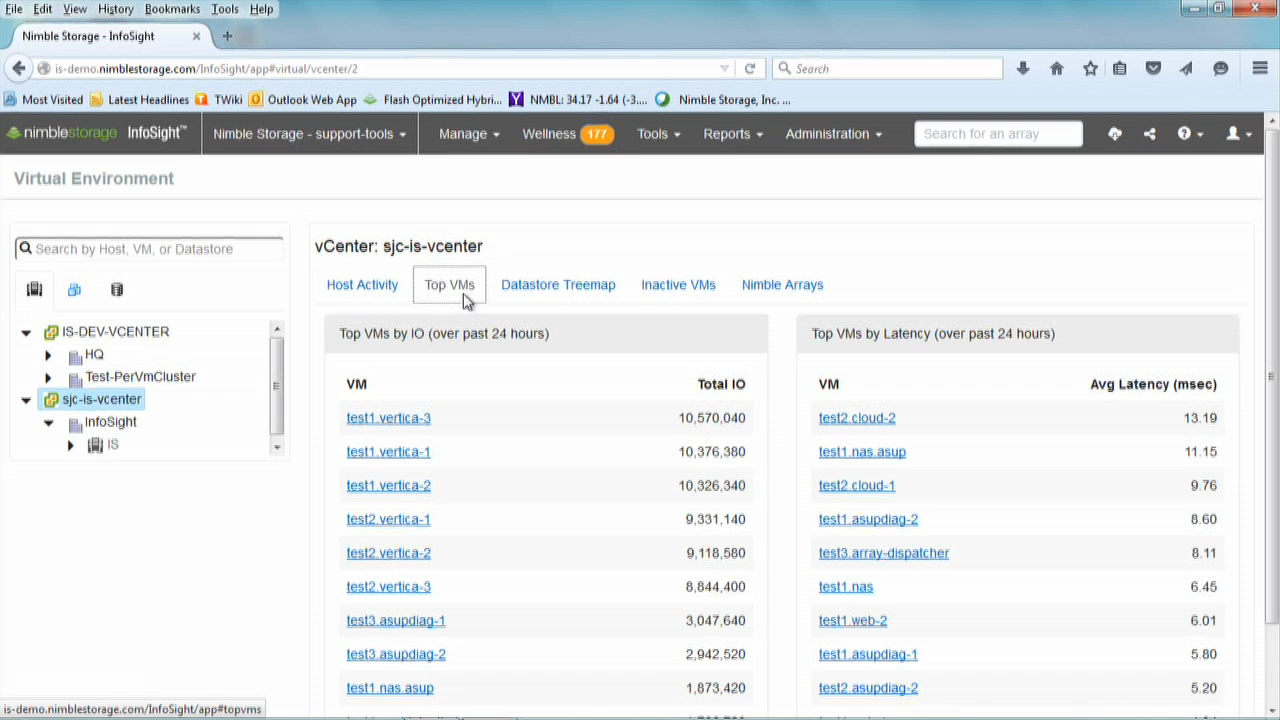 File Edit View History Bookmarks Tools Help
Nimble Storage - InfoSight
is-demo.nimblestorage.com/InfoSight/app#virtual/vcenter/2
Search
Most Visited Latest Headlines TWiki Outlook Web App Flash Optimized Hybri... NMBL: 34.17 -1.64 (-3.... Nimble Storage, Inc. ...
nimblestorage InfoSight™ Nimble Storage - support-tools Manage Wellness 177 Tools Reports Administration Search for an array
Virtual Environment
Search by Host, VM, or Datastore
IS-DEV-VCENTER
HQ
Test-PerVmCluster
sjc-is-vcenter
InfoSight
IS
vCenter: sjc-is-vcenter
Host Activity Top VMs Datastore Treemap Inactive VMs Nimble Arrays
Top VMs by IO (over past 24 hours)
VM Total IO
test1.vertica-3 10,570,040
test1.vertica-1 10,376,380
test1.vertica-2 10,326,340
test2.vertica-1 9,331,140
test2.vertica-2 9,118,580
test2.vertica-3 8,844,400
test3.asupdiag-1 3,047,640
test3.asupdiag-2 2,942,520
test1.nas.asup 1,873,420
Top VMs by Latency (over past 24 hours)
VM Avg Latency (msec)
test2.cloud-2 13.19
test1.nas.asup 11.15
test2.cloud-1 9.76
test1.asupdiag-2 8.60
test3.array-dispatcher 8.11
test1.nas 6.45
test1.web-2 6.01
test1.asupdiag-1 5.80
test2.asupdiag-2 5.20
is-demo.nimblestorage.com/InfoSight/app#topvms